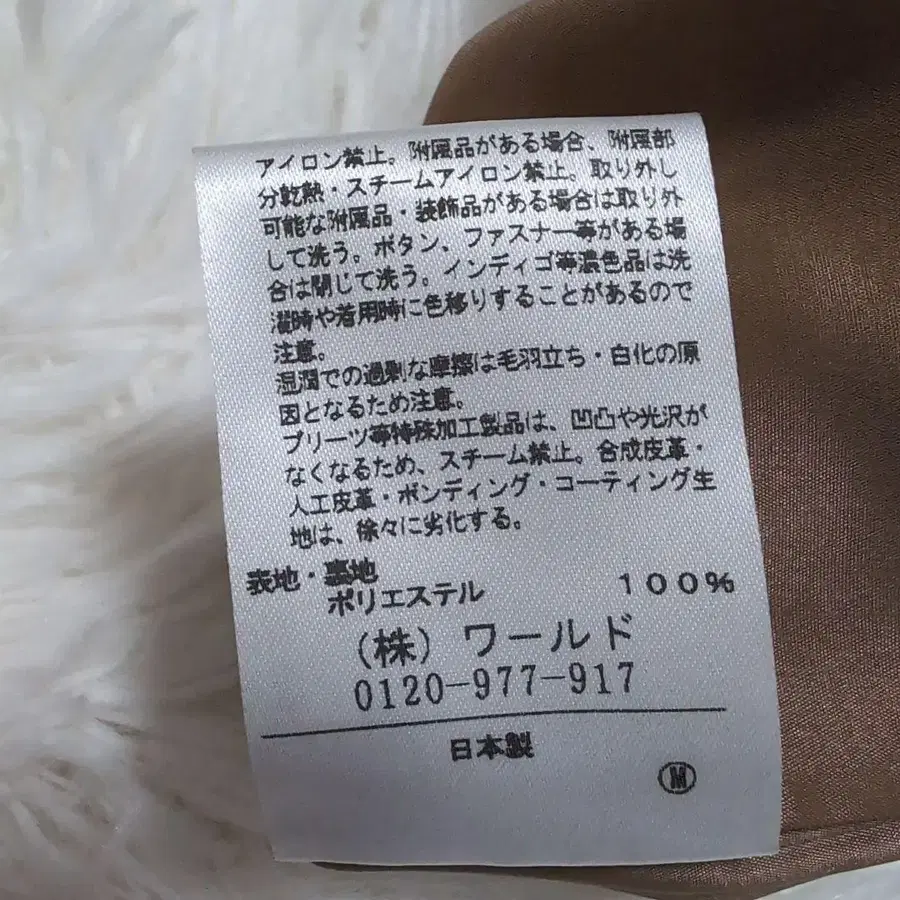 アイロン禁止。附属品がある場合、附属部
分乾熱・スチームアイロン禁止。取り外し
可能な附属品・装飾品がある場合は取り外
して洗う。ボタン、ファスナー等がある場
合は閉じて洗う。インディゴ等濃色品は洗
濯時や着用時に色移りすることがあるので
注意。
湿潤での過剰な摩擦は毛羽立ち・白化の原
因となるため注意。
プリーツ等特殊加工製品は、凹凸や光沢が
なくなるため、スチーム禁止。合成皮革・
人工皮革・ボンディング・コーティング生
地は、徐々に劣化する。
表地・裏地
ポリエステル 100%
(株) ワールド
0120-977-917
日本製
M